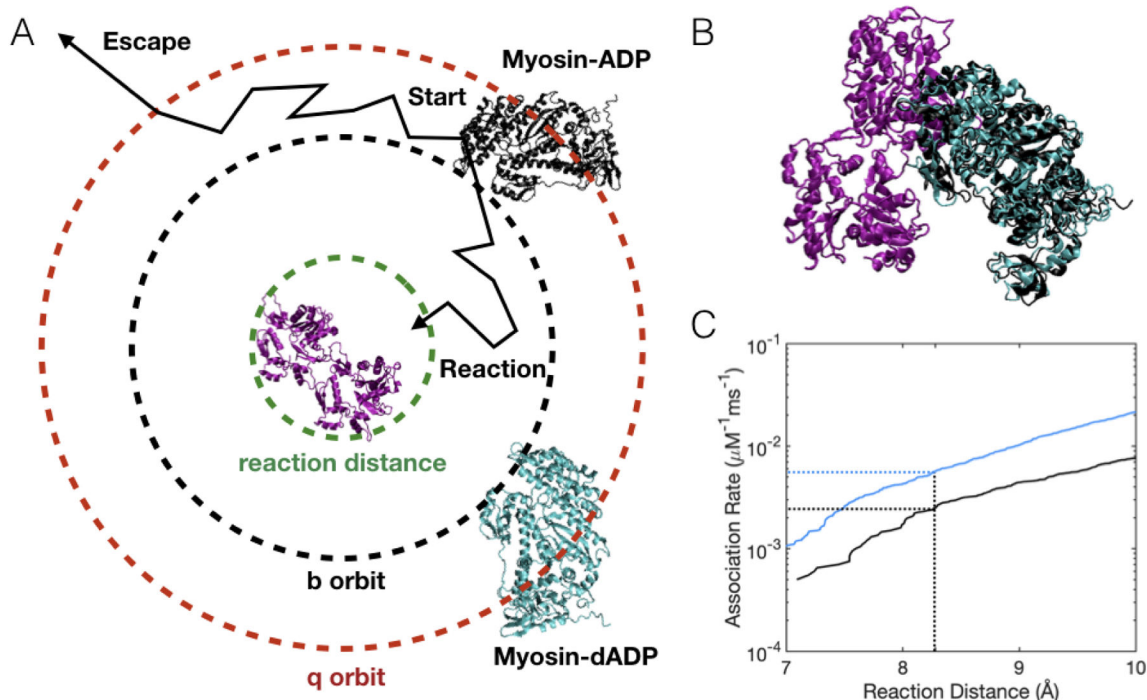 A
Escape
Start
Myosin-ADP
Reaction
reaction distance
b orbit
Myosin-dADP
q orbit
B
C
Association Rate (μM⁻¹ms⁻¹)
10⁻¹
10⁻²
10⁻³
10⁻⁴
7 8 9 10
Reaction Distance (Å)